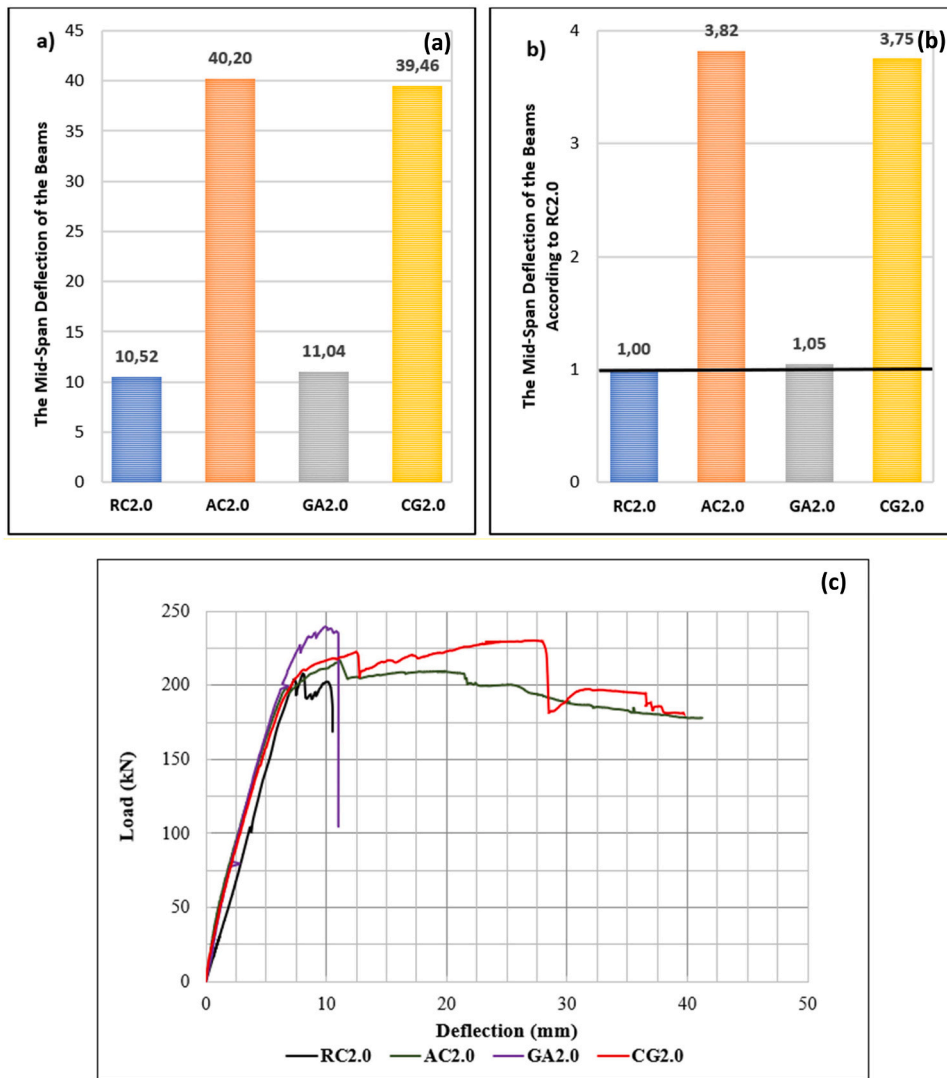 a)
(a)
The Mid-Span Deflection of the Beams
45
40
35
30
25
20
15
10
5
0
10,52
40,20
11,04
39,46
RC2.0 AC2.0 GA2.0 CG2.0
b)
(b)
The Mid-Span Deflection of the Beams
According to RC2.0
4
3
2
1
0
1,00
3,82
1,05
3,75
RC2.0 AC2.0 GA2.0 CG2.0
(c)
Load (kN)
250
200
150
100
50
0
0 10 20 30 40 50
Deflection (mm)
RC2.0 AC2.0 GA2.0 CG2.0